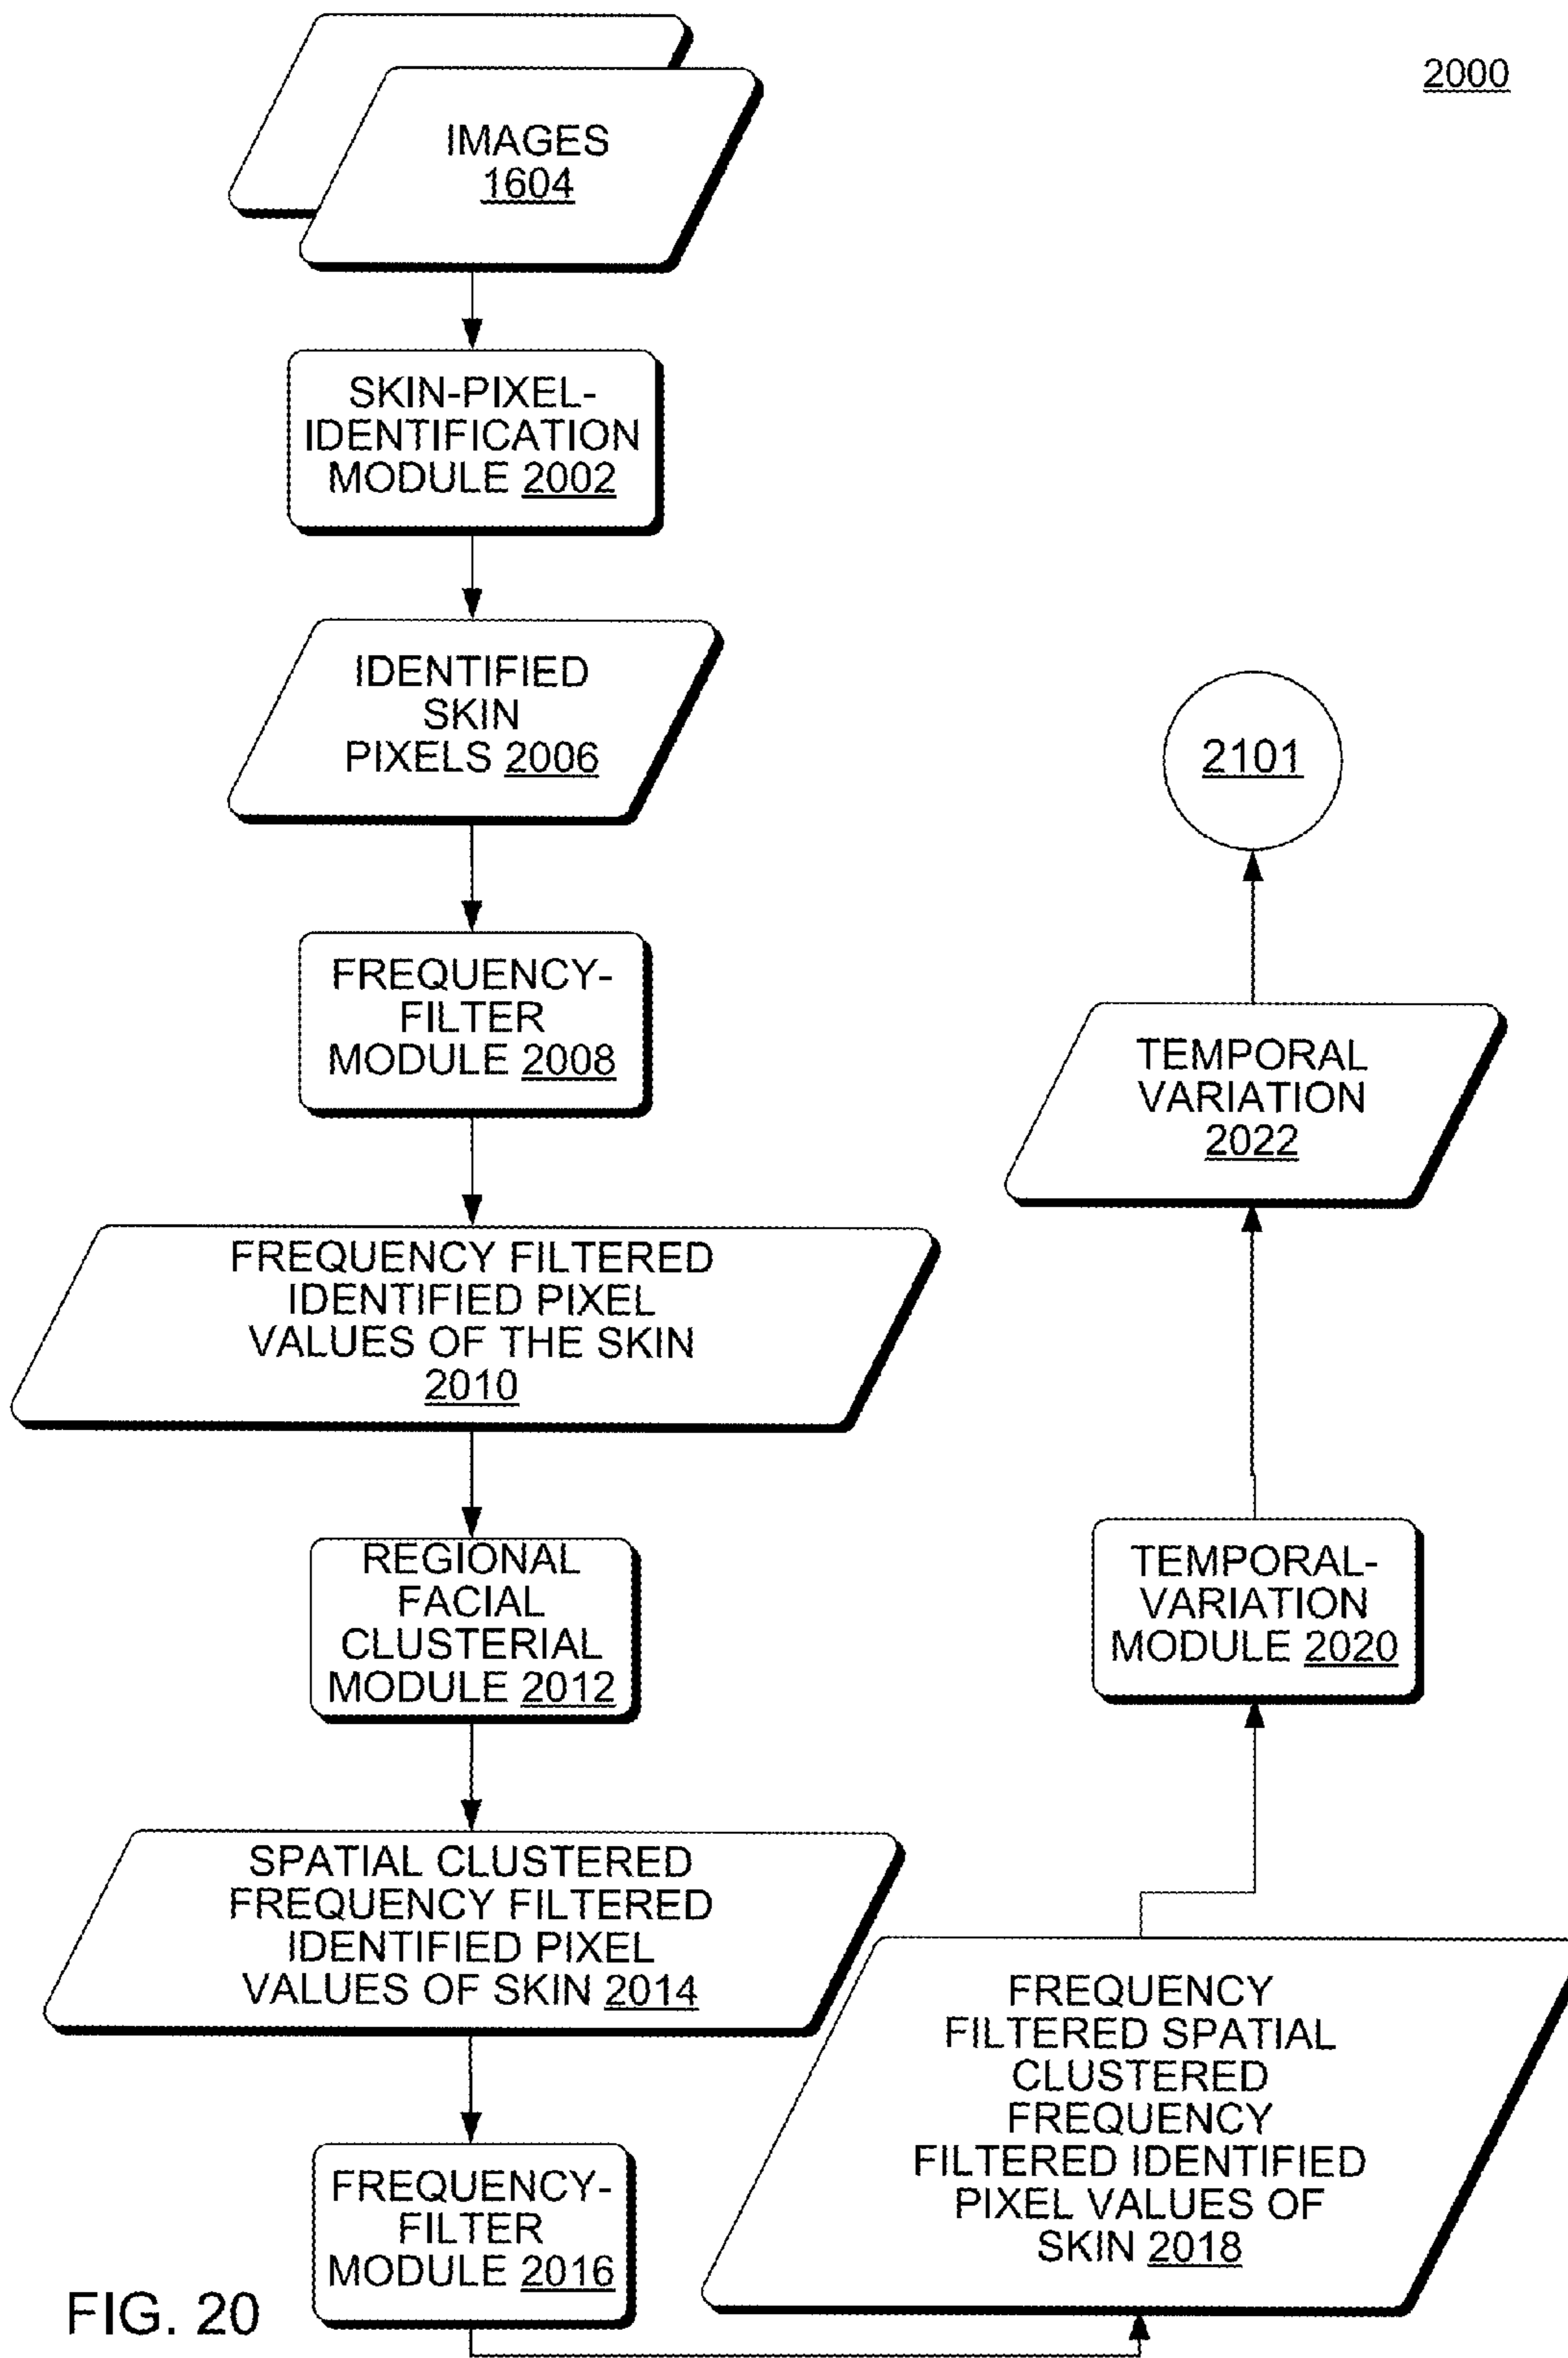 2000
IMAGES
1604
SKIN-PIXEL-
IDENTIFICATION
MODULE 2002
IDENTIFIED
SKIN
PIXELS 2006
FREQUENCY-
FILTER
MODULE 2008
FREQUENCY FILTERED
IDENTIFIED PIXEL
VALUES OF THE SKIN
2010
REGIONAL
FACIAL
CLUSTERIAL
MODULE 2012
SPATIAL CLUSTERED
FREQUENCY FILTERED
IDENTIFIED PIXEL
VALUES OF SKIN 2014
FREQUENCY-
FILTER
MODULE 2016
FREQUENCY
FILTERED SPATIAL
CLUSTERED
FREQUENCY
FILTERED IDENTIFIED
PIXEL VALUES OF
SKIN 2018
TEMPORAL-
VARIATION
MODULE 2020
TEMPORAL
VARIATION
2022
2101
FIG. 20